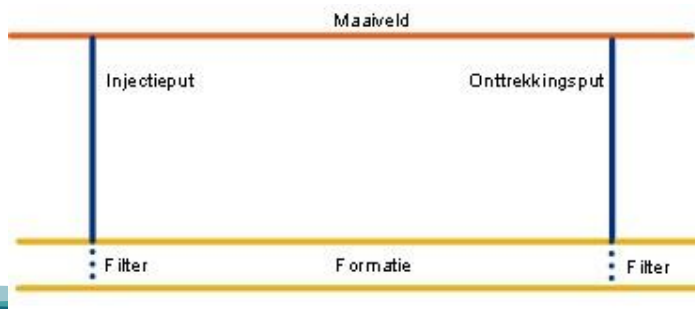 Maaiveld
Injectieput
Onttrekkingsput
Filter
Formatie
Filter